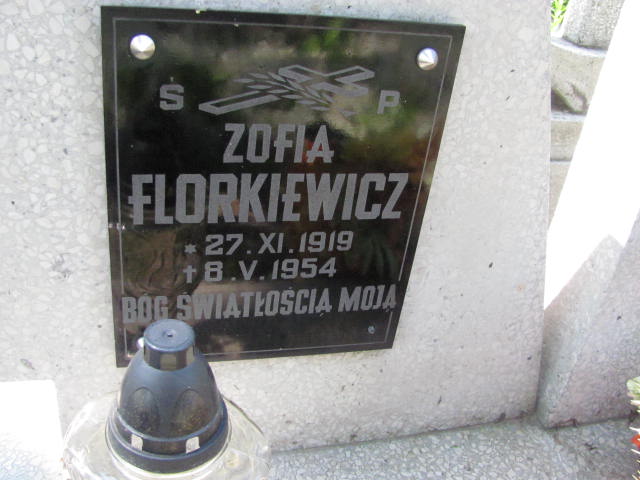 Ś P
ZOFIA
FLORKIEWICZ
* 27.XI.1919
† 8.V.1954
BÓG ŚWIATŁOŚCIĄ MOJĄ